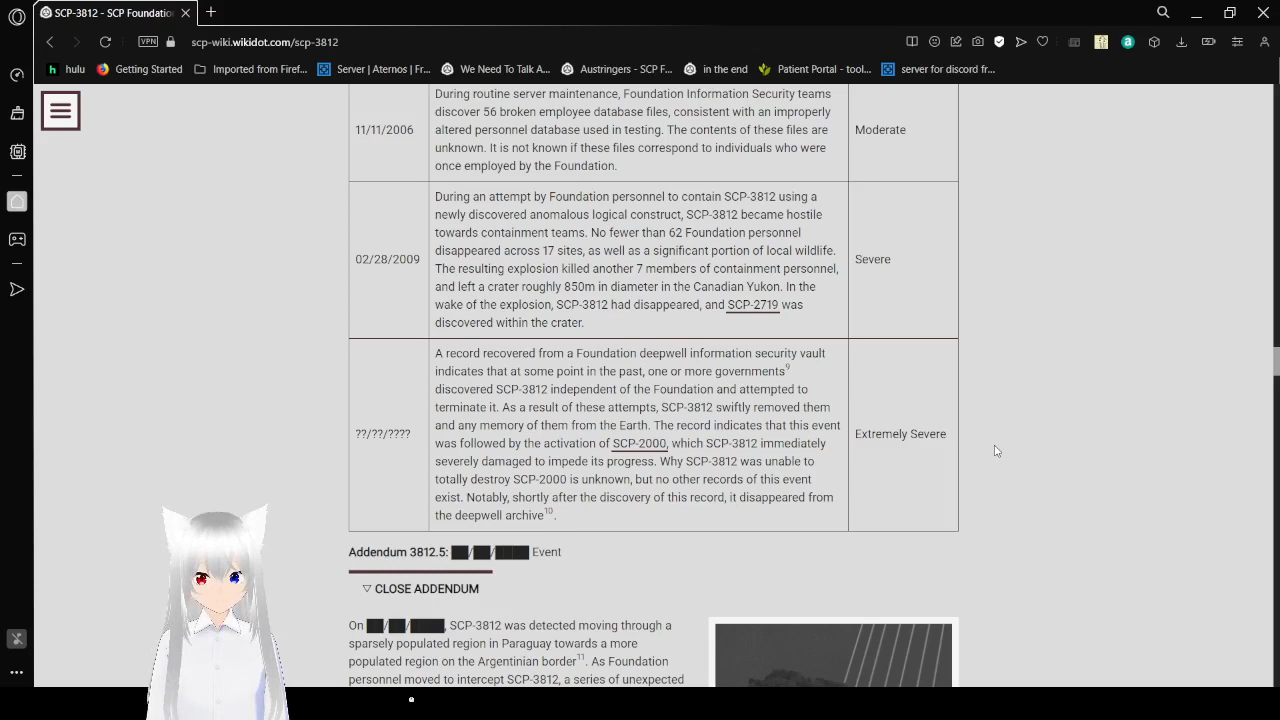 SCP-3812 - SCP Foundatio
scp-wiki.wikidot.com/scp-3812
VPN
hulu
Getting Started
Imported from Firef...
Server | Aternos | Fr...
We Need To Talk A...
Austringers - SCP F...
in the end
Patient Portal - tool...
server for discord fr...
During routine server maintenance, Foundation Information Security teams
discover 56 broken employee database files, consistent with an improperly
11/11/2006 altered personnel database used in testing. The contents of these files are Moderate
unknown. It is not known if these files correspond to individuals who were
once employed by the Foundation.
During an attempt by Foundation personnel to contain SCP-3812 using a
newly discovered anomalous logical construct, SCP-3812 became hostile
towards containment teams. No fewer than 62 Foundation personnel
disappeared across 17 sites, as well as a significant portion of local wildlife.
02/28/2009 Severe
The resulting explosion killed another 7 members of containment personnel,
and left a crater roughly 850m in diameter in the Canadian Yukon. In the
wake of the explosion, SCP-3812 had disappeared, and SCP-2719 was
discovered within the crater.
A record recovered from a Foundation deepwell information security vault
indicates that at some point in the past, one or more governments9
discovered SCP-3812 independent of the Foundation and attempted to
terminate it. As a result of these attempts, SCP-3812 swiftly removed them
and any memory of them from the Earth. The record indicates that this event
??/??/???? Extremely Severe
was followed by the activation of SCP-2000, which SCP-3812 immediately
severely damaged to impede its progress. Why SCP-3812 was unable to
totally destroy SCP-2000 is unknown, but no other records of this event
exist. Notably, shortly after the discovery of this record, it disappeared from
the deepwell archive10.
Addendum 3812.5: ██/██/████ Event
▽ CLOSE ADDENDUM
On ██/██/████, SCP-3812 was detected moving through a
sparsely populated region in Paraguay towards a more
populated region on the Argentinian border11. As Foundation
personnel moved to intercept SCP-3812, a series of unexpected